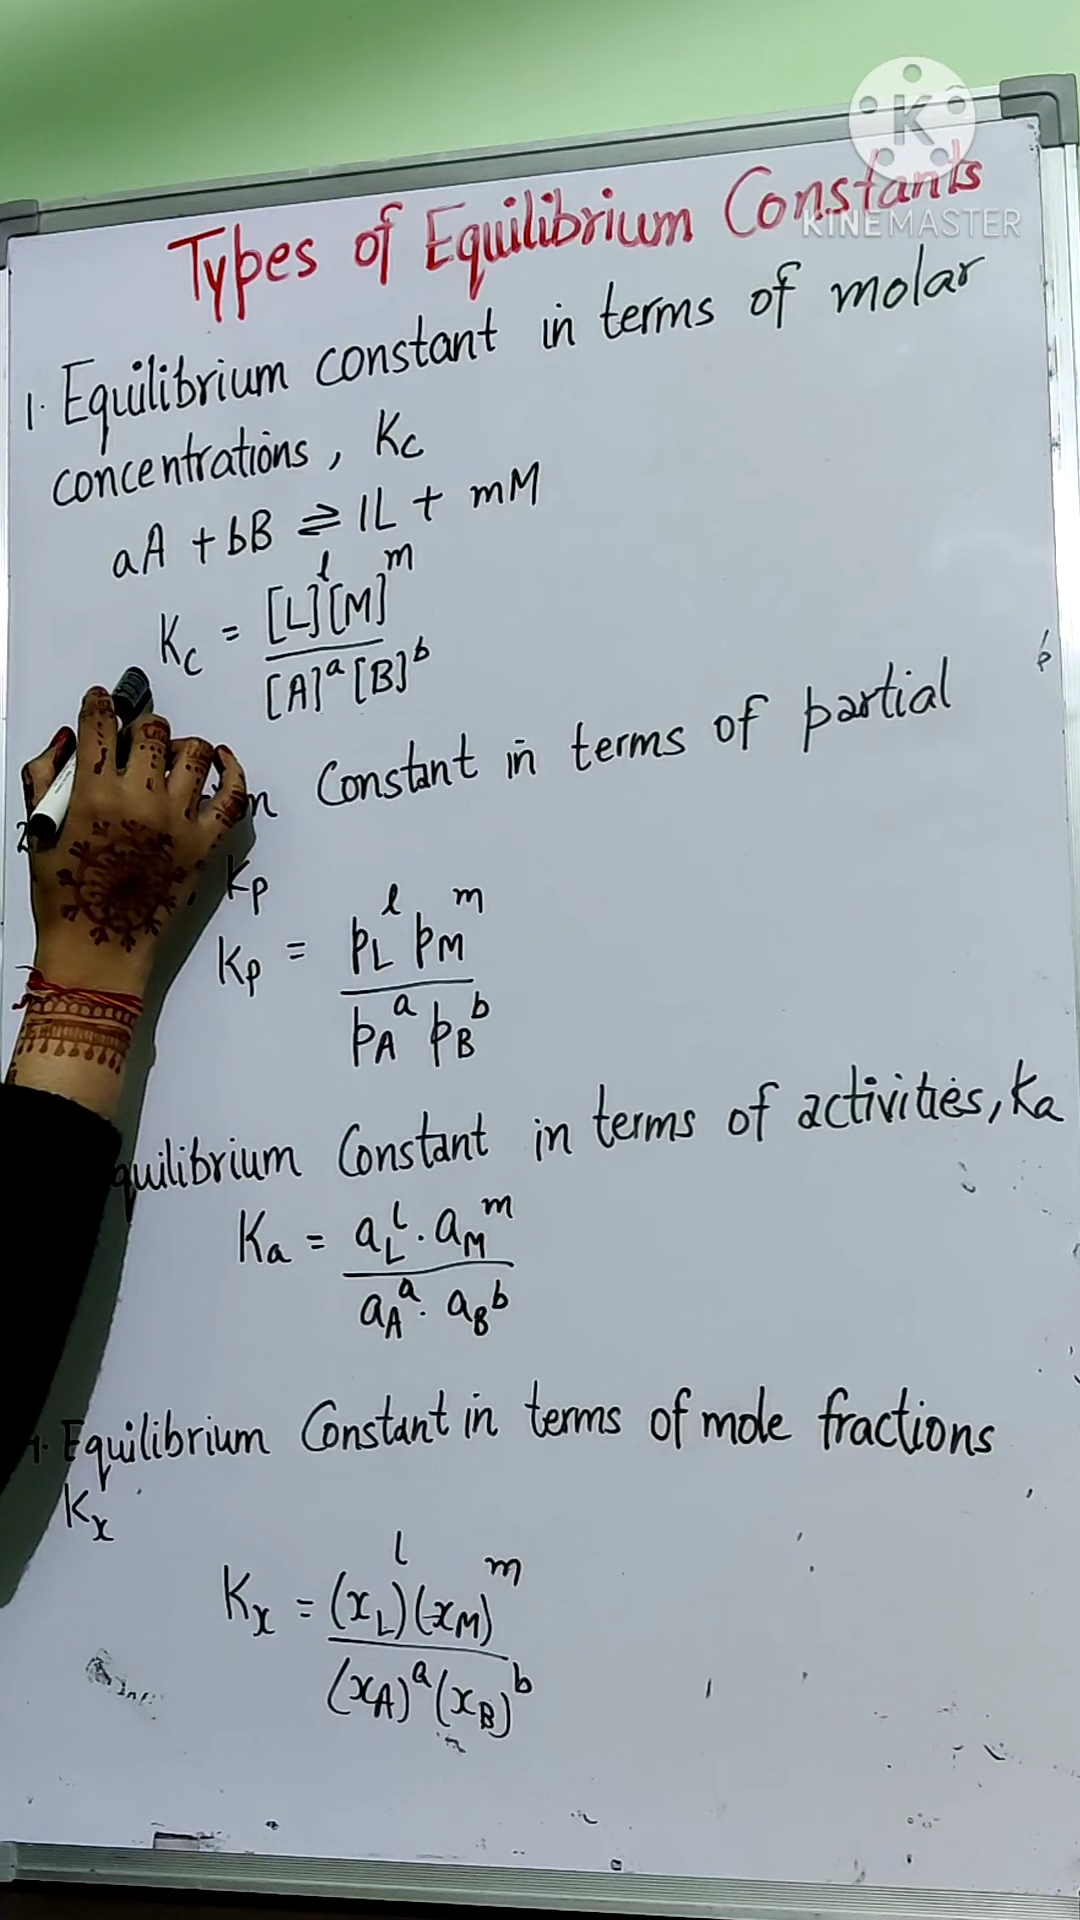 K
KINEMASTER
Types of Equilibrium Constants
1. Equilibrium constant in terms of molar
concentrations, Kc
aA + bB ⇌ lL + mM
Kc = [L]^l [M]^m
[A]^a [B]^b
Constant in terms of partial
Kp
Kp = pL^l pM^m
pA^a pB^b
quilibrium Constant in terms of activities, Ka
Ka = aL^l . aM^m
aA^a . aB^b
Equilibrium Constant in terms of mole fractions
Kx
Kx = (xL)^l (xM)^m
(xA)^a (xB)^b